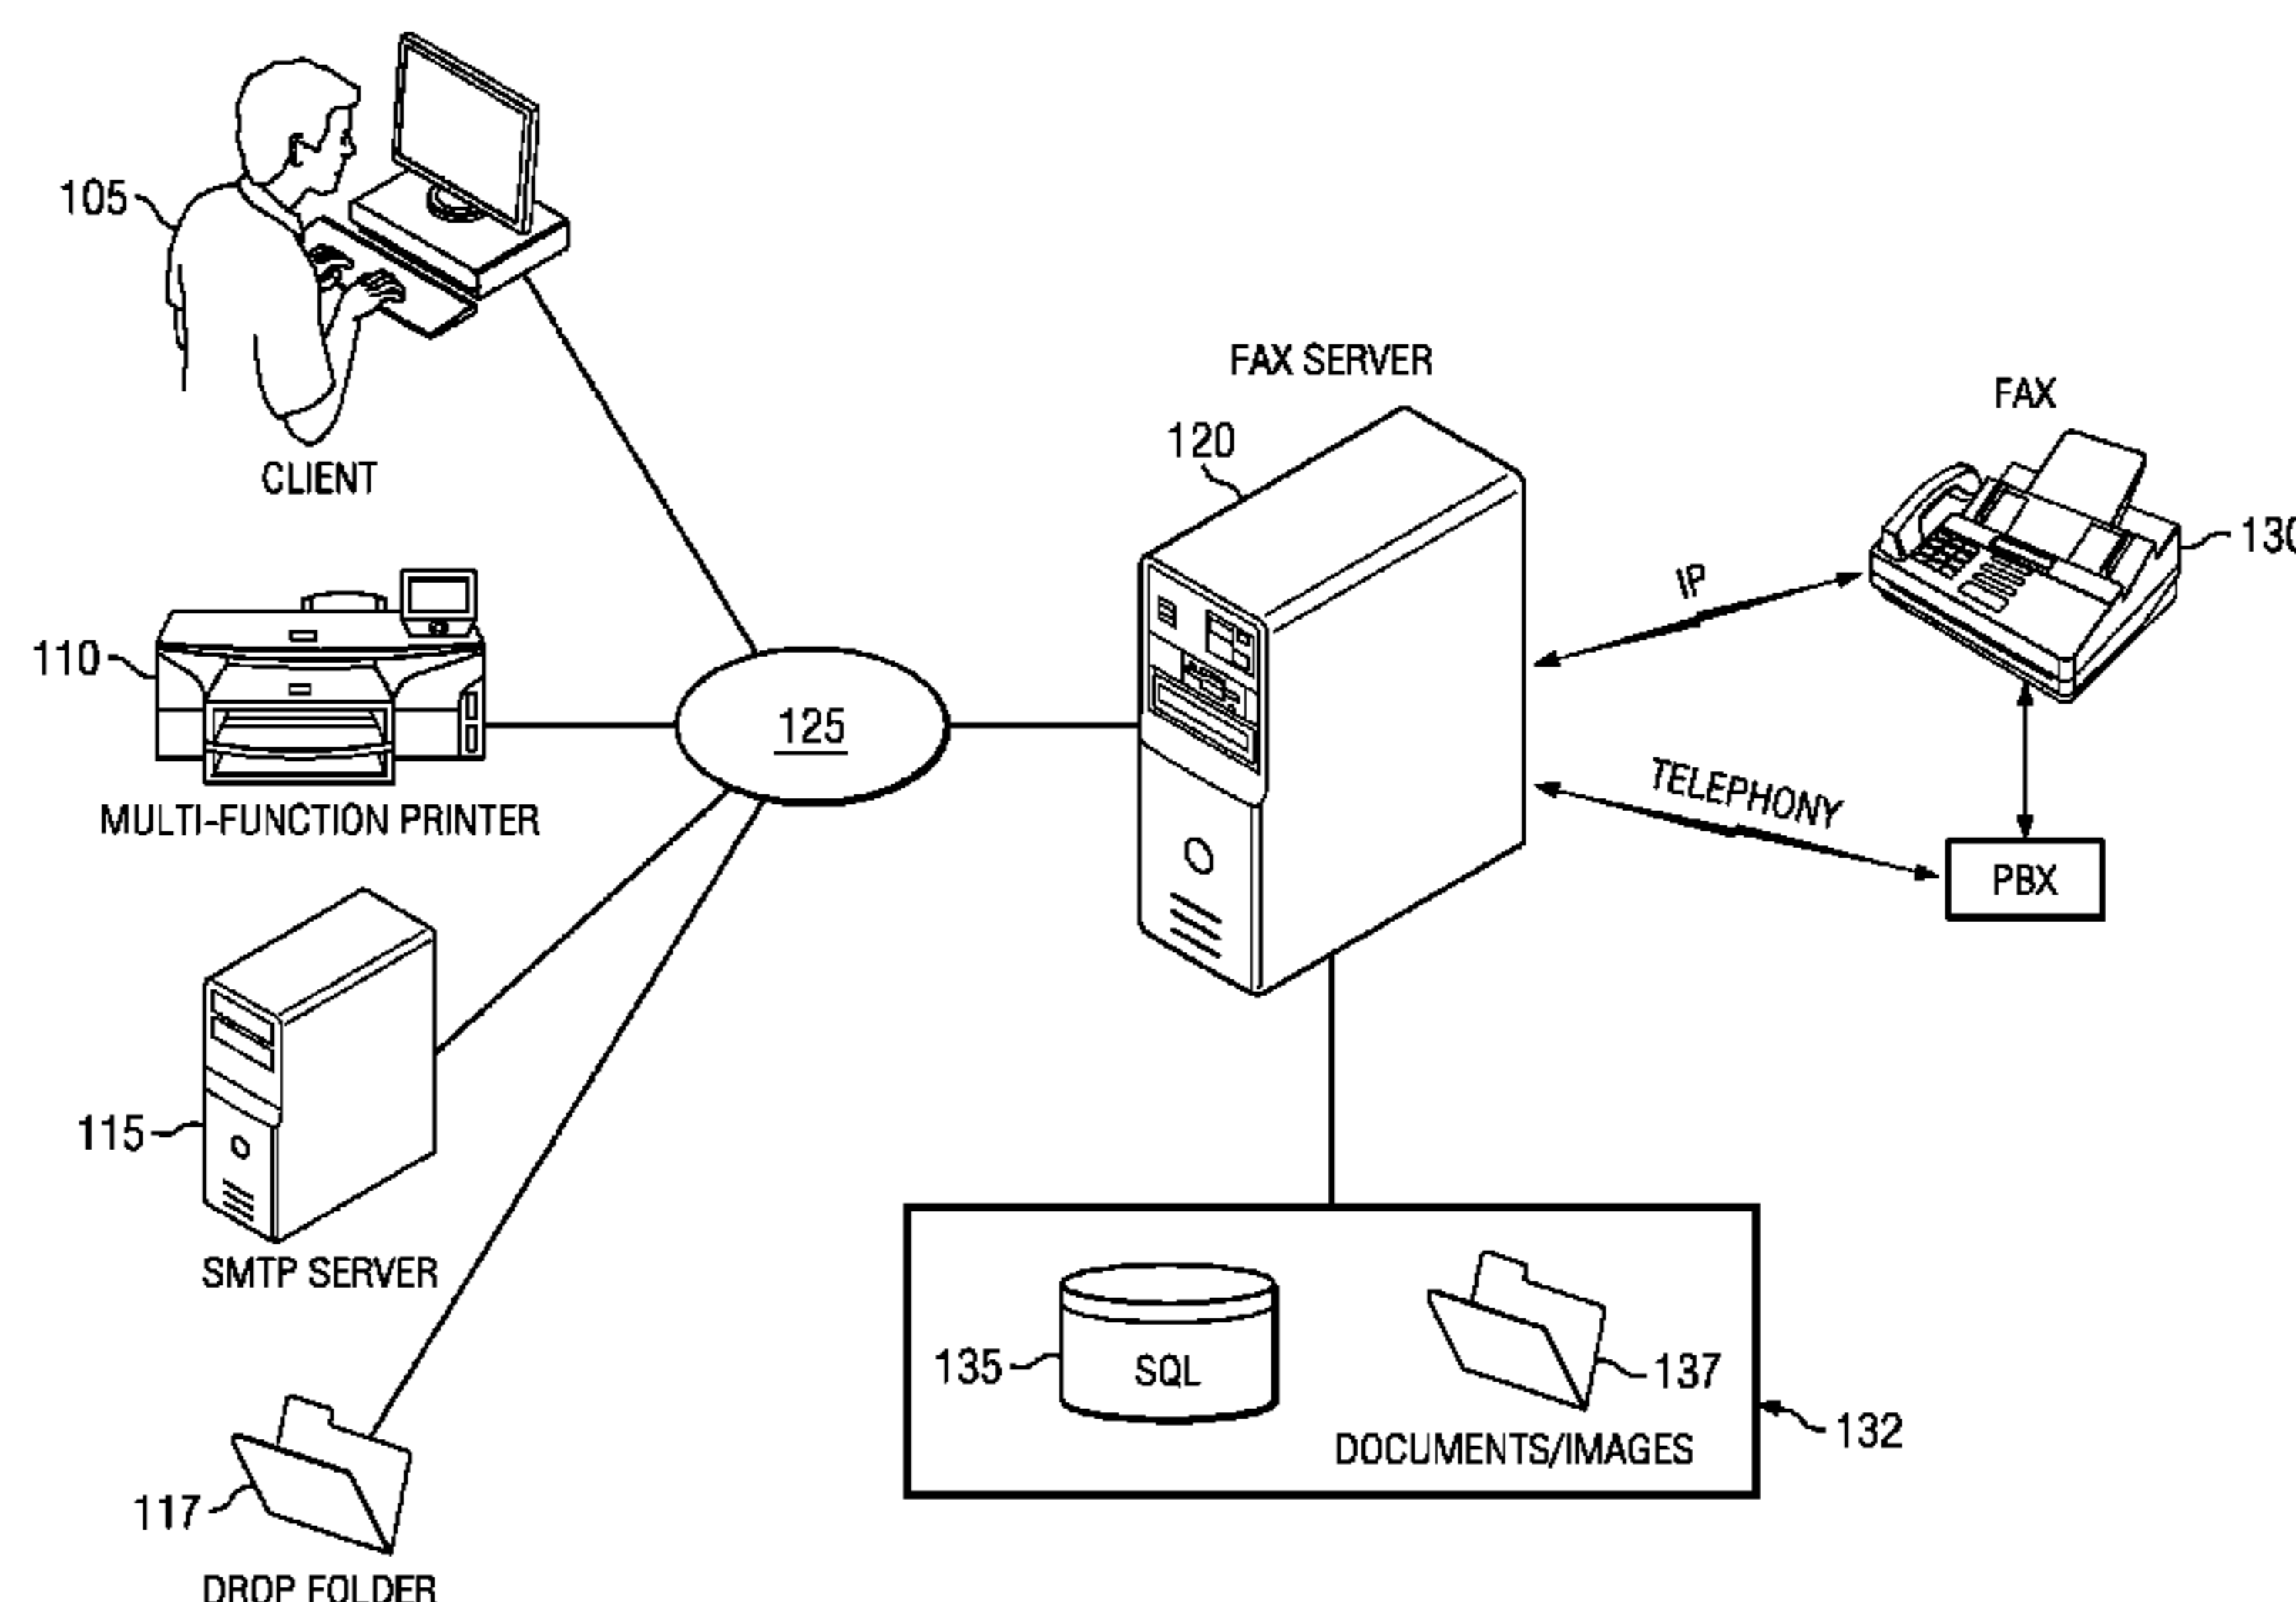 105
CLIENT
110
MULTI-FUNCTION PRINTER
115
SMTP SERVER
117
DROP FOLDER
125
FAX SERVER
120
IP
TELEPHONY
FAX
130
PBX
135
SQL
137
DOCUMENTS/IMAGES
132